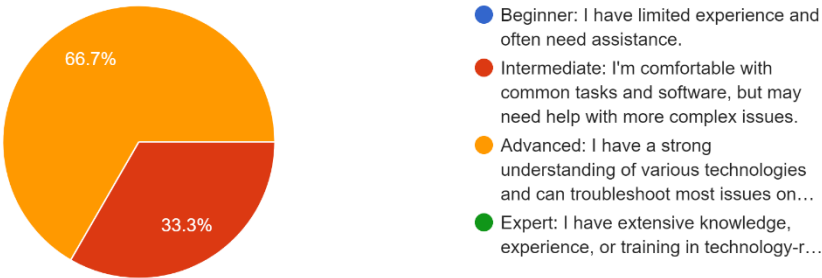 66.7%
33.3%
Beginner: I have limited experience and
often need assistance.
Intermediate: I'm comfortable with
common tasks and software, but may
need help with more complex issues.
Advanced: I have a strong
understanding of various technologies
and can troubleshoot most issues on…
Expert: I have extensive knowledge,
experience, or training in technology-r…